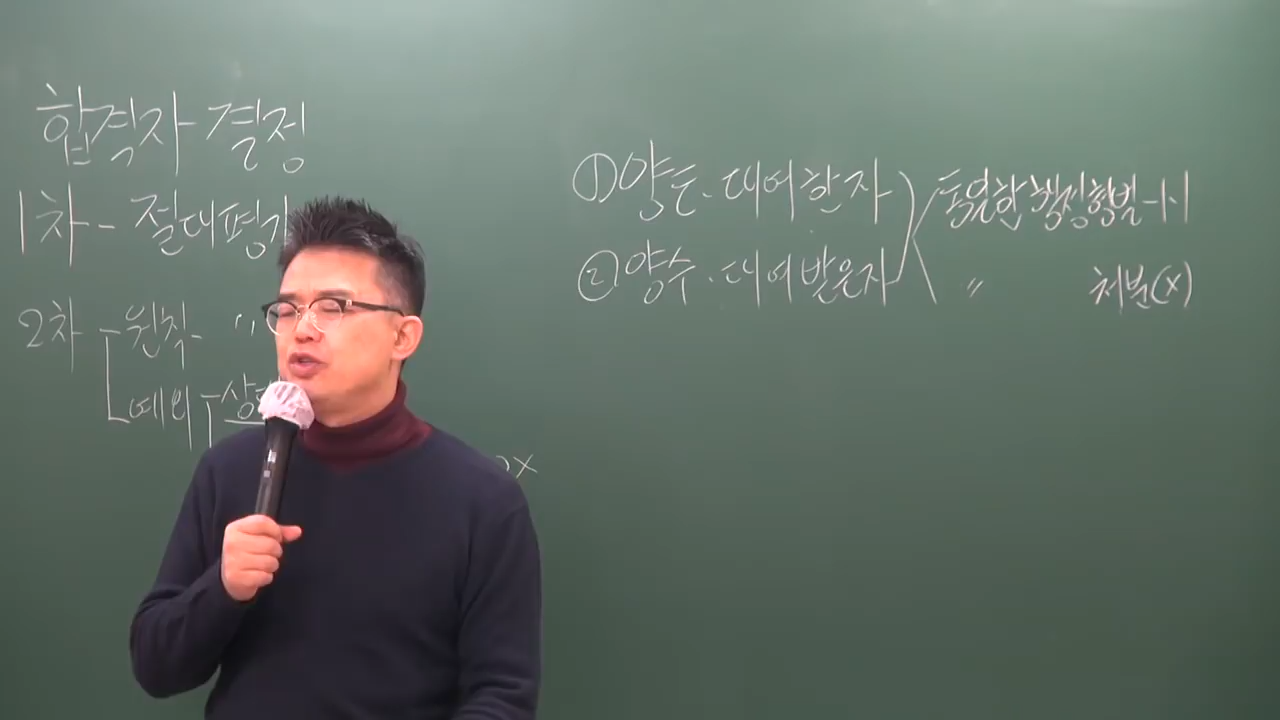 합격자 결정
1차 - 절대평가
2차 원칙 - 〃
예외
① 양도·대여한 자
② 양수·대여받은자
동일한 행정형벌 - 1·1
〃 처분(x)